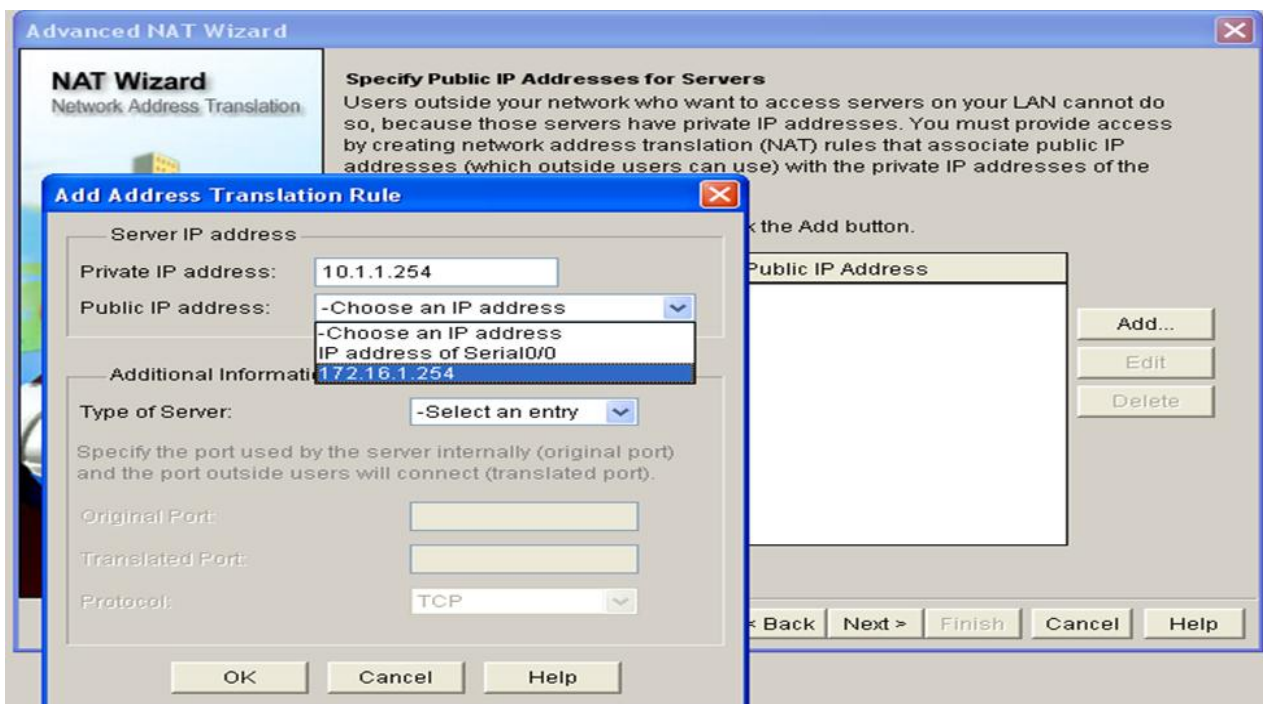 Advanced NAT Wizard
NAT Wizard
Network Address Translation
Specify Public IP Addresses for Servers
Users outside your network who want to access servers on your LAN cannot do
so, because those servers have private IP addresses. You must provide access
by creating network address translation (NAT) rules that associate public IP
addresses (which outside users can use) with the private IP addresses of the
the Add button.
Public IP Address
Add...
Edit
Delete
< Back
Next >
Finish
Cancel
Help
Add Address Translation Rule
Server IP address
Private IP address:
10.1.1.254
Public IP address:
-Choose an IP address
-Choose an IP address
IP address of Serial0/0
172.16.1.254
Additional Informati
Type of Server:
-Select an entry
Specify the port used by the server internally (original port)
and the port outside users will connect (translated port).
Original Port:
Translated Port:
Protocol:
TCP
OK
Cancel
Help